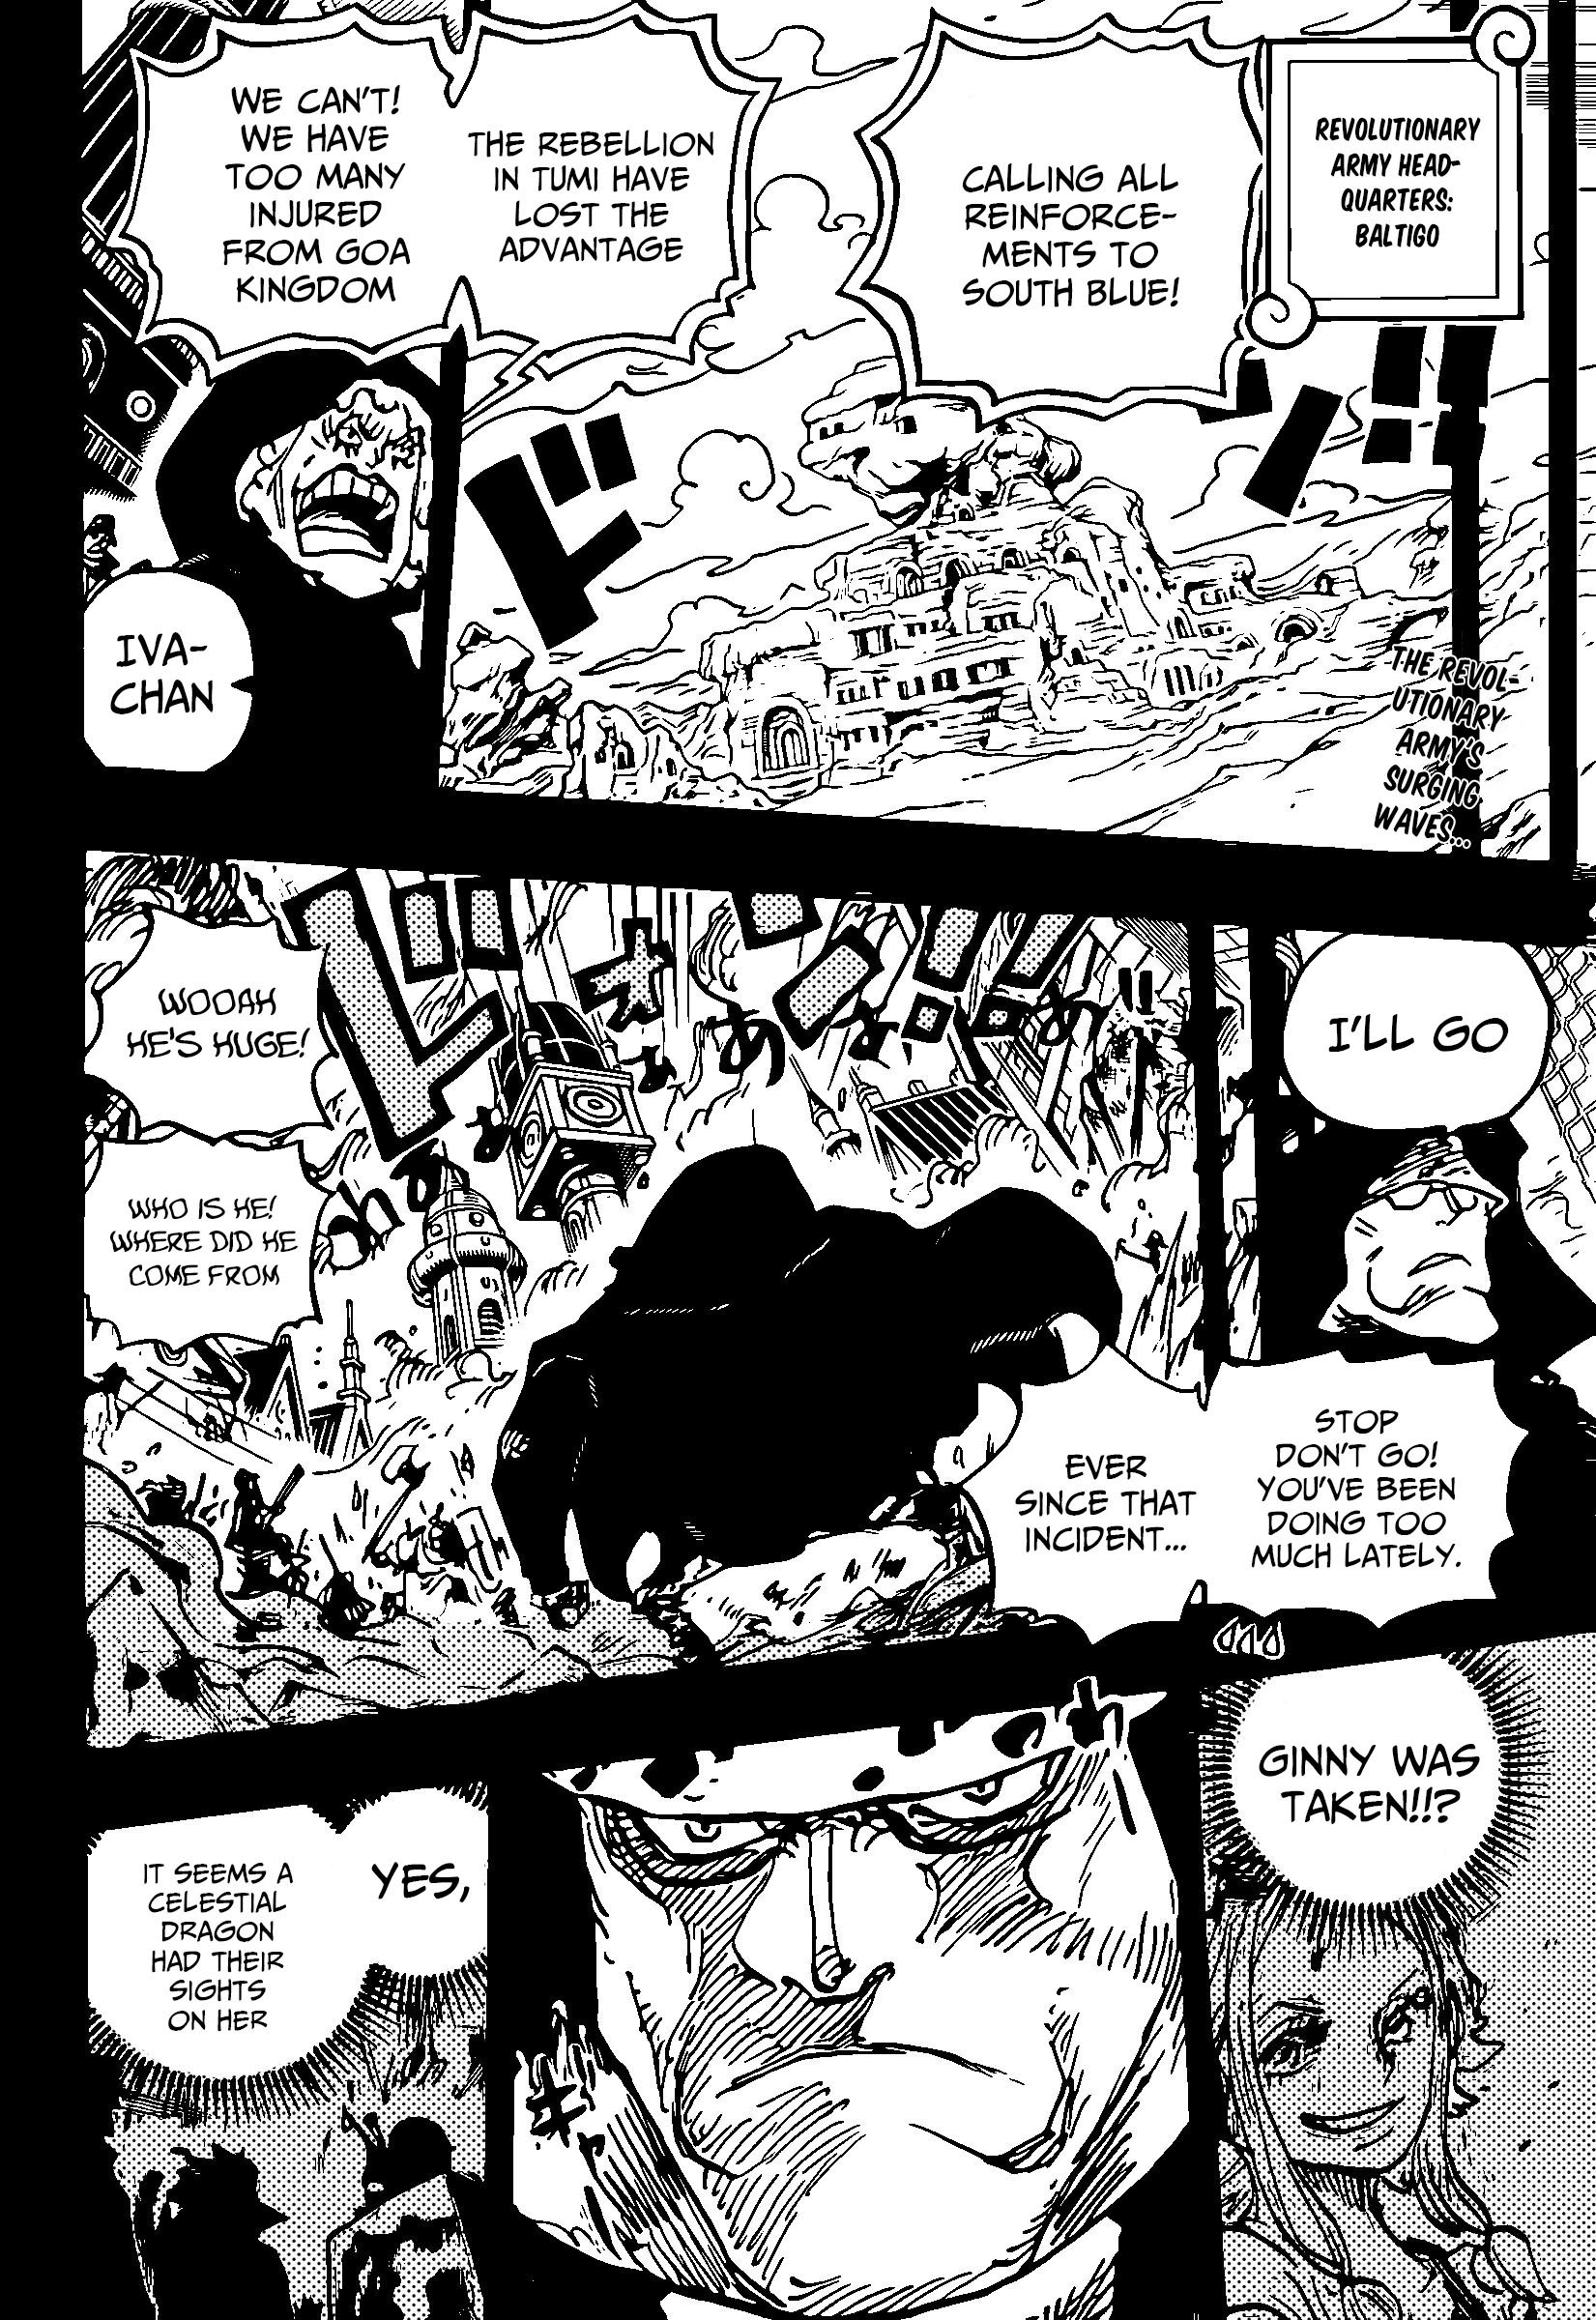 REVOLUTIONARY
ARMY HEAD-
QUARTERS:
BALTIGO
CALLING ALL
REINFORCE-
MENTS TO
SOUTH BLUE!
THE REBELLION
IN TUMI HAVE
LOST THE
ADVANTAGE
WE CAN'T!
WE HAVE
TOO MANY
INJURED
FROM GOA
KINGDOM
ドドド
THE REVOL-
UTIONARY
ARMY'S
SURGING
WAVES...
IVA-
CHAN
I'LL GO
STOP
DON'T GO!
YOU'VE BEEN
DOING TOO
MUCH LATELY.
EVER
SINCE THAT
INCIDENT...
WOOAH
HE'S HUGE!
WHO IS HE!
WHERE DID HE
COME FROM
GINNY WAS
TAKEN!!?
YES,
IT SEEMS A
CELESTIAL
DRAGON
HAD THEIR
SIGHTS
ON HER